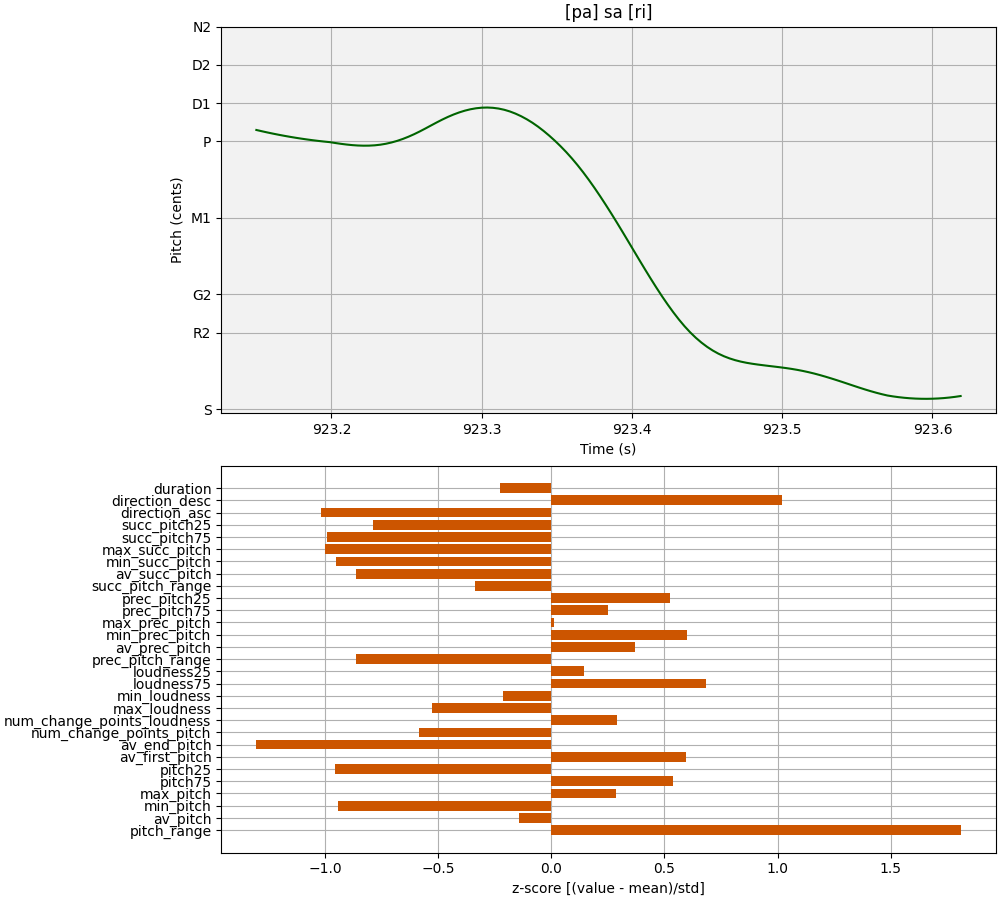 [pa] sa [ri]
N2
D2
D1
P
M1
G2
R2
S
Pitch (cents)
923.2 923.3 923.4 923.5 923.6
Time (s)
duration
direction_desc
direction_asc
succ_pitch25
succ_pitch75
max_succ_pitch
min_succ_pitch
av_succ_pitch
succ_pitch_range
prec_pitch25
prec_pitch75
max_prec_pitch
min_prec_pitch
av_prec_pitch
prec_pitch_range
loudness25
loudness75
min_loudness
max_loudness
num_change_points_loudness
num_change_points_pitch
av_end_pitch
av_first_pitch
pitch25
pitch75
max_pitch
min_pitch
av_pitch
pitch_range
−1.0 −0.5 0.0 0.5 1.0 1.5
z-score [(value - mean)/std]